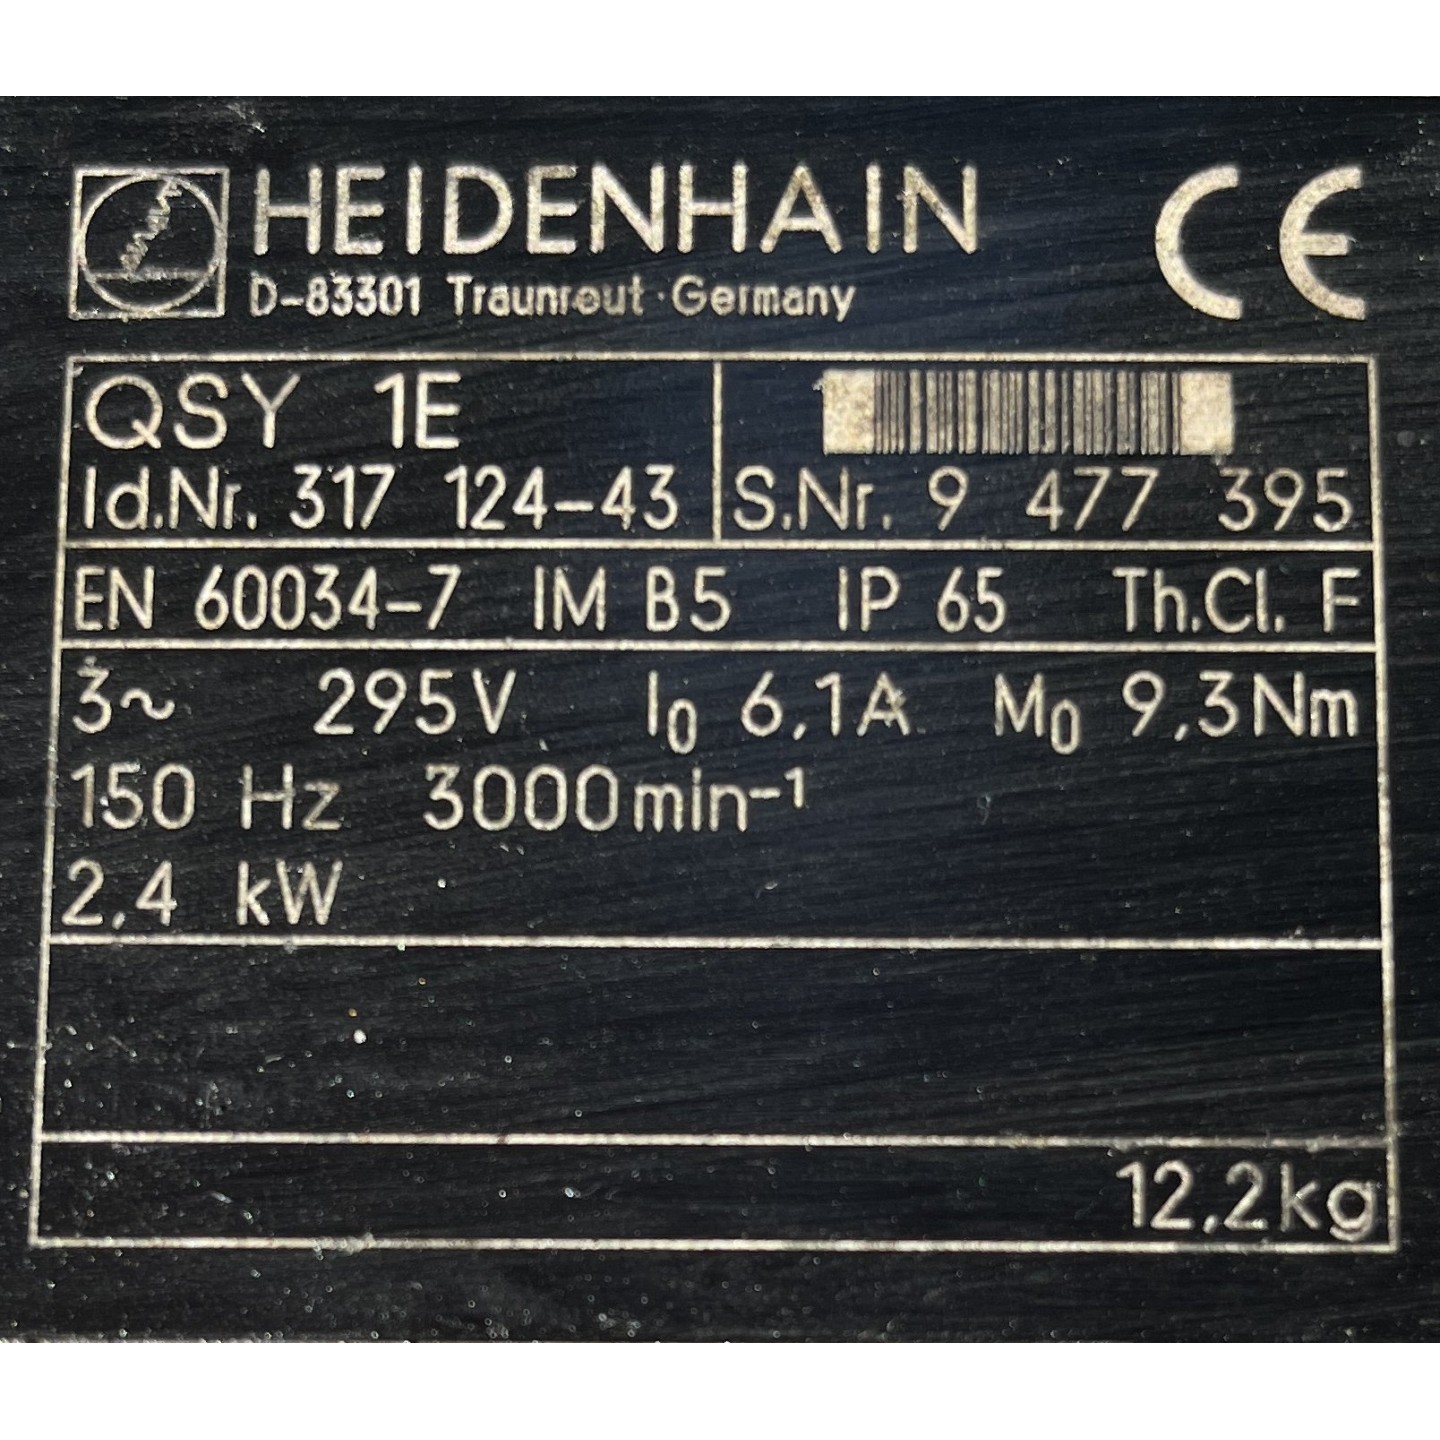 HEIDENHAIN
D-83301 Traunreut · Germany
CE
QSY 1E
Id.Nr. 317 124-43
S.Nr. 9 477 395
EN 60034-7 IM B5 IP 65 Th.Cl. F
3~ 295V I₀ 6,1A M₀ 9,3Nm
150 Hz 3000min⁻¹
2,4 kW
12,2kg